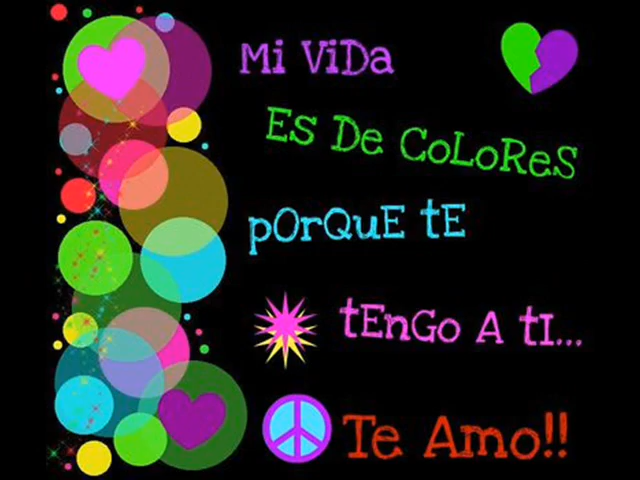 Mi ViDa
Es De CoLoReS
pOrQuE tE
tEnGo A tI...
Te Amo!!